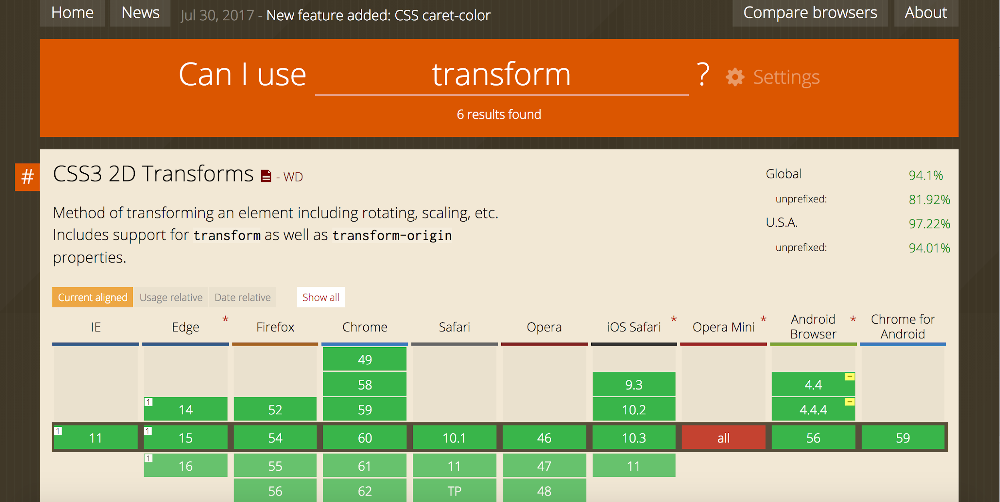 Home News Jul 30, 2017 - New feature added: CSS caret-color Compare browsers About
Can I use transform ? Settings
6 results found
# CSS3 2D Transforms - WD
Method of transforming an element including rotating, scaling, etc.
Includes support for transform as well as transform-origin
properties.
Global 94.1%
unprefixed: 81.92%
U.S.A. 97.22%
unprefixed: 94.01%
Current aligned Usage relative Date relative Show all
IE Edge * Firefox Chrome Safari Opera iOS Safari * Opera Mini * Android Browser * Chrome for Android
49
58 9.3 4.4 -
1 14 52 59 10.2 4.4.4 -
1 11 1 15 54 60 10.1 46 10.3 all 56 59
1 16 55 61 11 47 11
56 62 TP 48